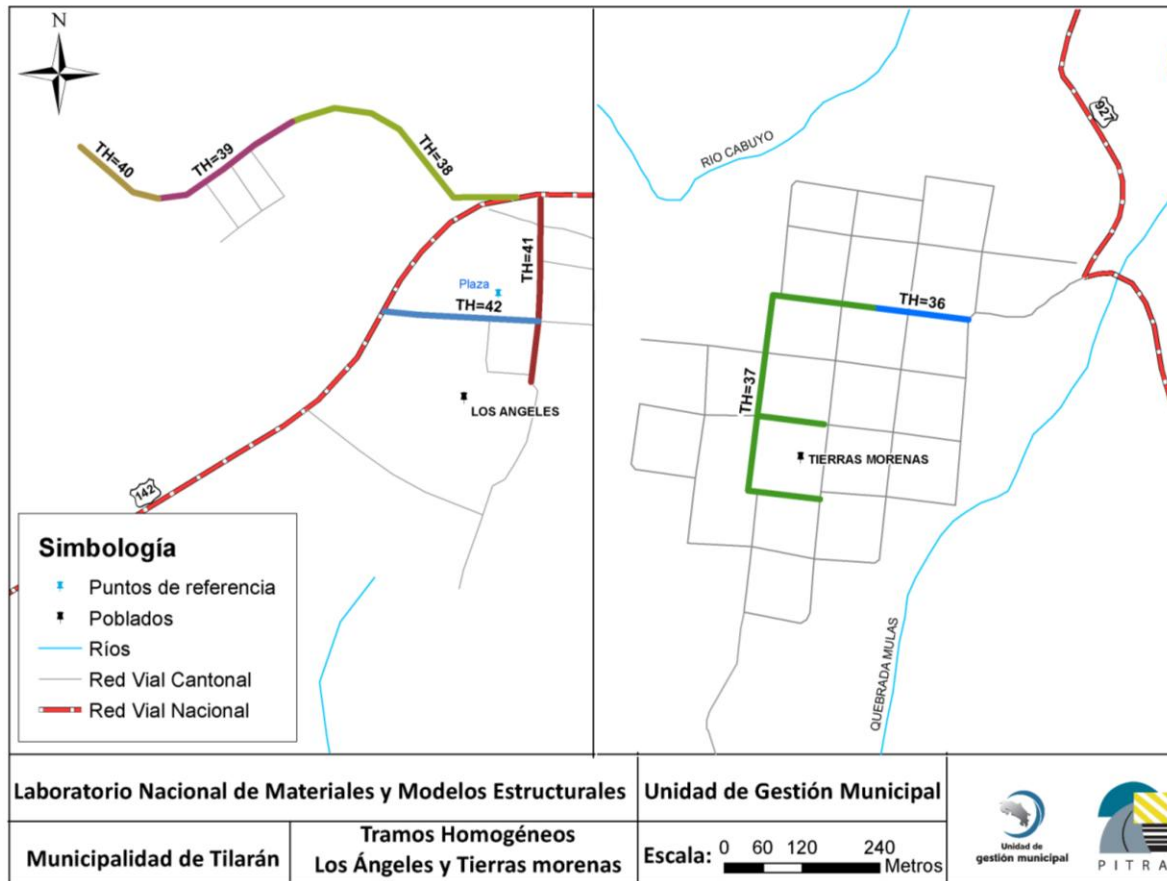 N
TH=40
TH=39
TH=38
TH=41
Plaza
TH=42
LOS ANGELES
142
RIO CABUYO
927
TH=36
TH=37
TIERRAS MORENAS
QUEBRADA MULAS
Simbología
Puntos de referencia
Poblados
Ríos
Red Vial Cantonal
Red Vial Nacional
Laboratorio Nacional de Materiales y Modelos Estructurales
Unidad de Gestión Municipal
Municipalidad de Tilarán
Tramos Homogéneos
Los Ángeles y Tierras morenas
Escala: 0 60 120 240
Metros
Unidad de
gestión municipal
PITRA